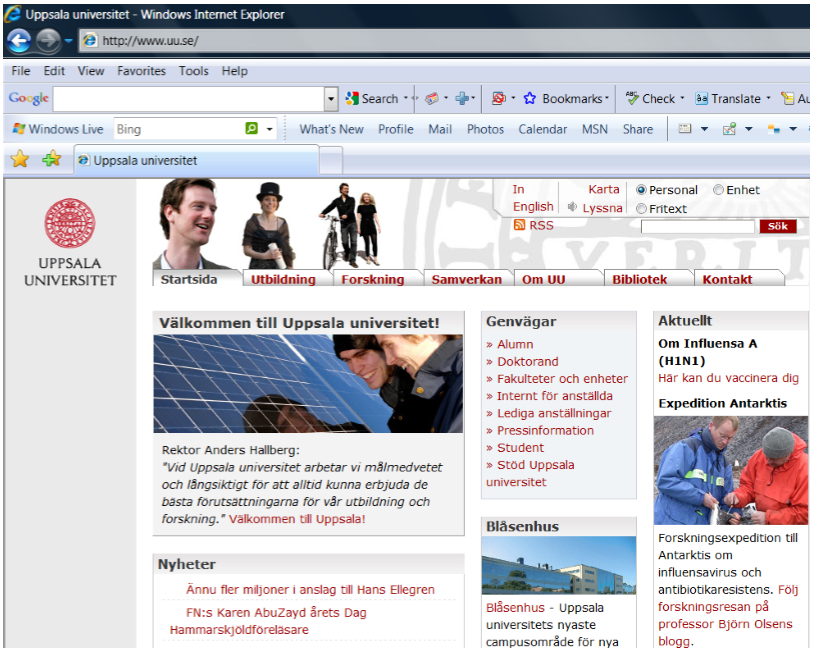 Uppsala universitet - Windows Internet Explorer
http://www.uu.se/
File Edit View Favorites Tools Help
Google Search Bookmarks Check Translate Au
Windows Live Bing What's New Profile Mail Photos Calendar MSN Share
Uppsala universitet
UPPSALA
UNIVERSITET
In
English
Karta
Lyssna
Personal Enhet
Fritext
RSS
Sök
VERIT
Startsida Utbildning Forskning Samverkan Om UU Bibliotek Kontakt
Välkommen till Uppsala universitet!
Rektor Anders Hallberg:
"Vid Uppsala universitet arbetar vi målmedvetet
och långsiktigt för att alltid kunna erbjuda de
bästa förutsättningarna för vår utbildning och
forskning." Välkommen till Uppsala!
Nyheter
Ännu fler miljoner i anslag till Hans Ellegren
FN:s Karen AbuZayd årets Dag
Hammarskjöldföreläsare
Genvägar
» Alumn
» Doktorand
» Fakulteter och enheter
» Internt för anställda
» Lediga anställningar
» Pressinformation
» Student
» Stöd Uppsala
universitet
Blåsenhus
Blåsenhus - Uppsala
universitets nyaste
campusområde för nya
Aktuellt
Om Influensa A
(H1N1)
Här kan du vaccinera dig
Expedition Antarktis
Forskningsexpedition till
Antarktis om
influensavirus och
antibiotikaresistens. Följ
forskningsresan på
professor Björn Olsens
blogg.